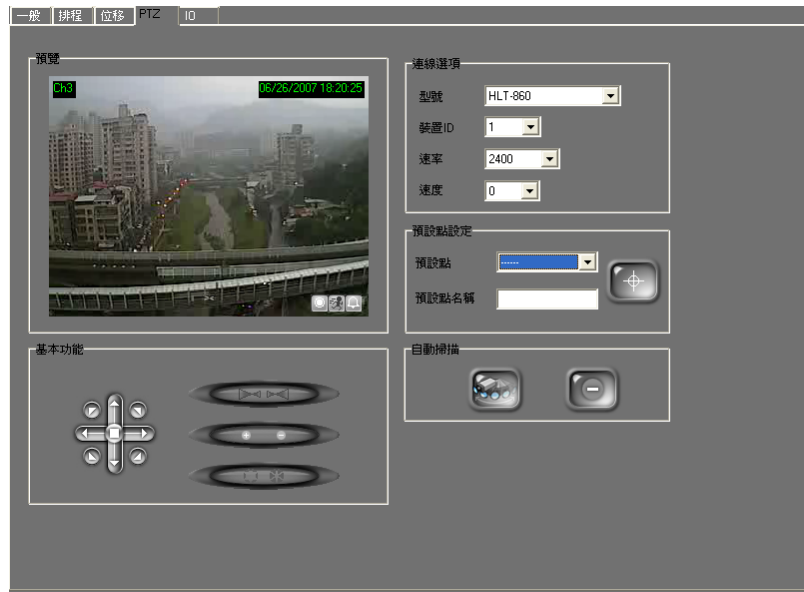 一般 排程 位移 PTZ IO
預覽
Ch3 06/26/2007 18:20:25
連線選項
型號 HLT-860
裝置ID 1
速率 2400
速度 0
預設點設定
預設點 ------
預設點名稱
基本功能
自動掃描